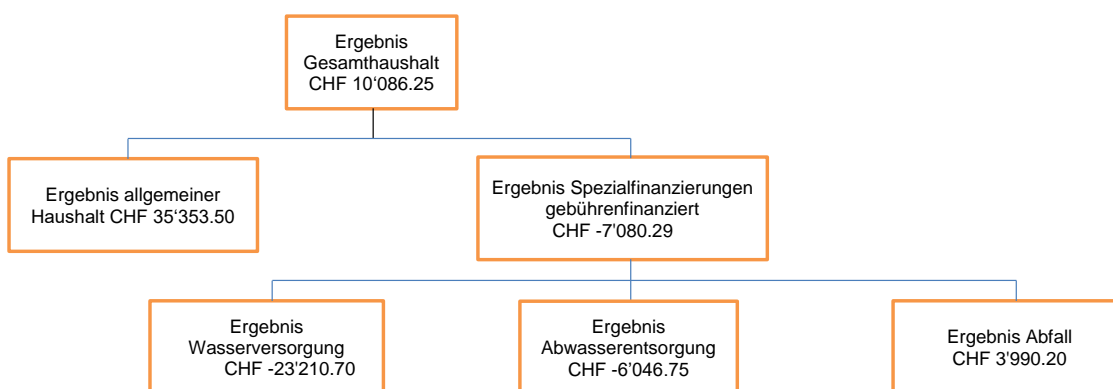 Ergebnis
Gesamthaushalt
CHF 10‘086.25
Ergebnis allgemeiner
Haushalt CHF 35‘353.50
Ergebnis Spezialfinanzierungen
gebührenfinanziert
CHF -7'080.29
Ergebnis
Wasserversorgung
CHF -23'210.70
Ergebnis
Abwasserentsorgung
CHF -6‘046.75
Ergebnis Abfall
CHF 3'990.20